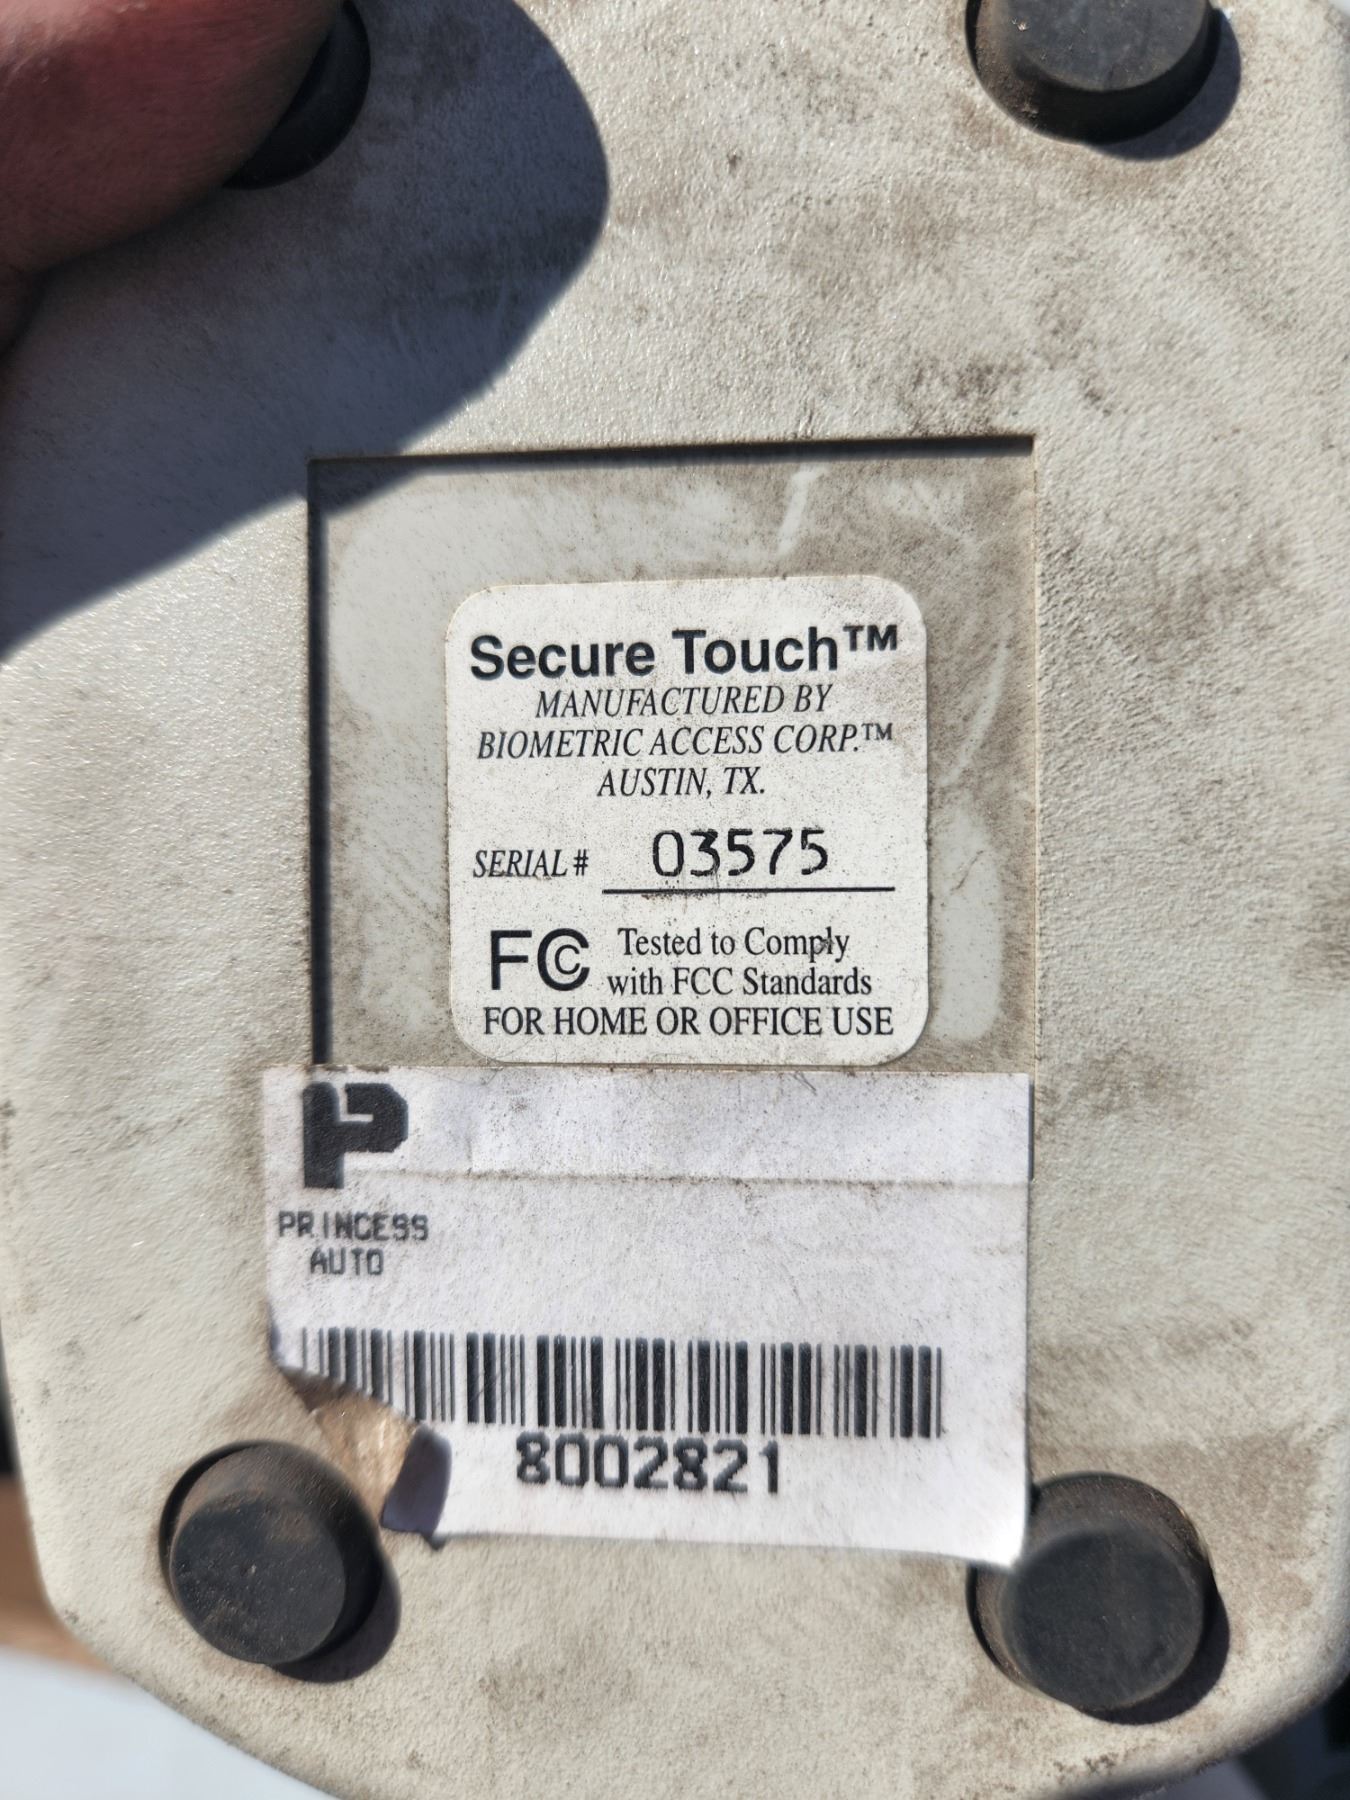 Secure Touch™
MANUFACTURED BY
BIOMETRIC ACCESS CORP.™
AUSTIN, TX.
SERIAL # 03575
FC Tested to Comply
with FCC Standards
FOR HOME OR OFFICE USE
P
PRINCESS
AUTO
8002821